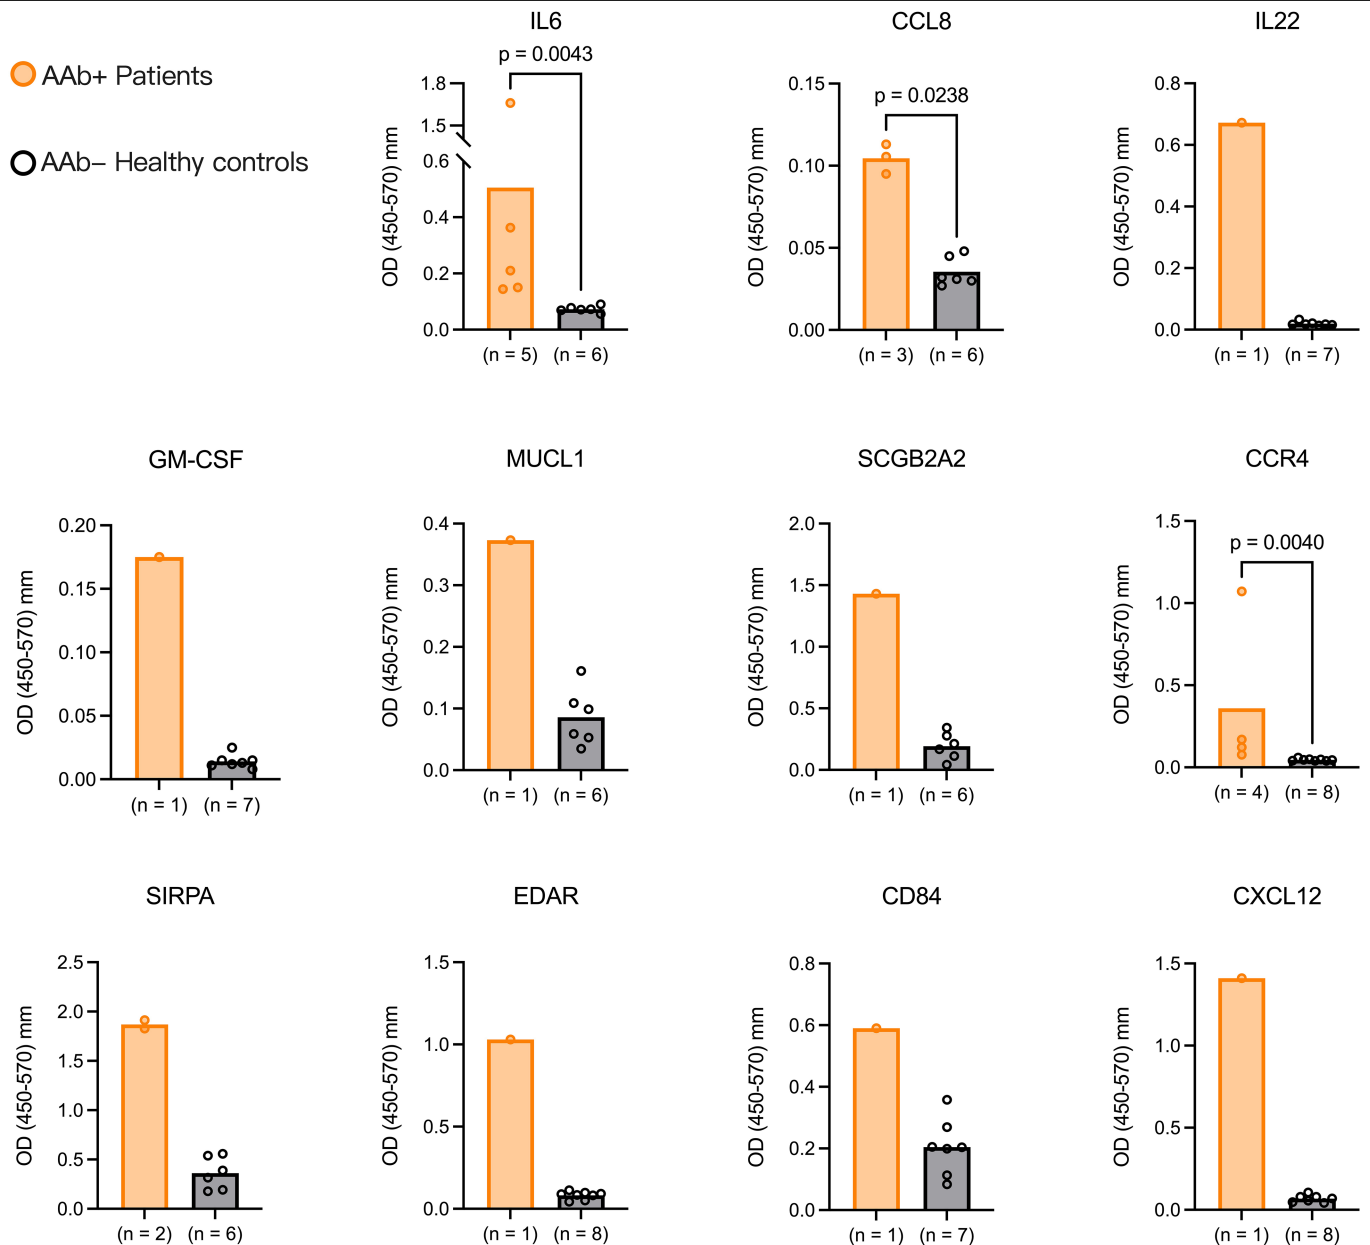 AAb+ Patients
AAb− Healthy controls
IL6
p = 0.0043
OD (450-570) mm
1.8
1.5
0.6
0.4
0.2
0.0
(n = 5) (n = 6)
CCL8
p = 0.0238
OD (450-570) mm
0.15
0.10
0.05
0.00
(n = 3) (n = 6)
IL22
OD (450-570) mm
0.8
0.6
0.4
0.2
0.0
(n = 1) (n = 7)
GM-CSF
OD (450-570) mm
0.20
0.15
0.10
0.05
0.00
(n = 1) (n = 7)
MUCL1
OD (450-570) mm
0.4
0.3
0.2
0.1
0.0
(n = 1) (n = 6)
SCGB2A2
OD (450-570) mm
2.0
1.5
1.0
0.5
0.0
(n = 1) (n = 6)
CCR4
p = 0.0040
OD (450-570) mm
1.5
1.0
0.5
0.0
(n = 4) (n = 8)
SIRPA
OD (450-570) mm
2.5
2.0
1.5
1.0
0.5
0.0
(n = 2) (n = 6)
EDAR
OD (450-570) mm
1.5
1.0
0.5
0.0
(n = 1) (n = 8)
CD84
OD (450-570) mm
0.8
0.6
0.4
0.2
0.0
(n = 1) (n = 7)
CXCL12
OD (450-570) mm
1.5
1.0
0.5
0.0
(n = 1) (n = 8)